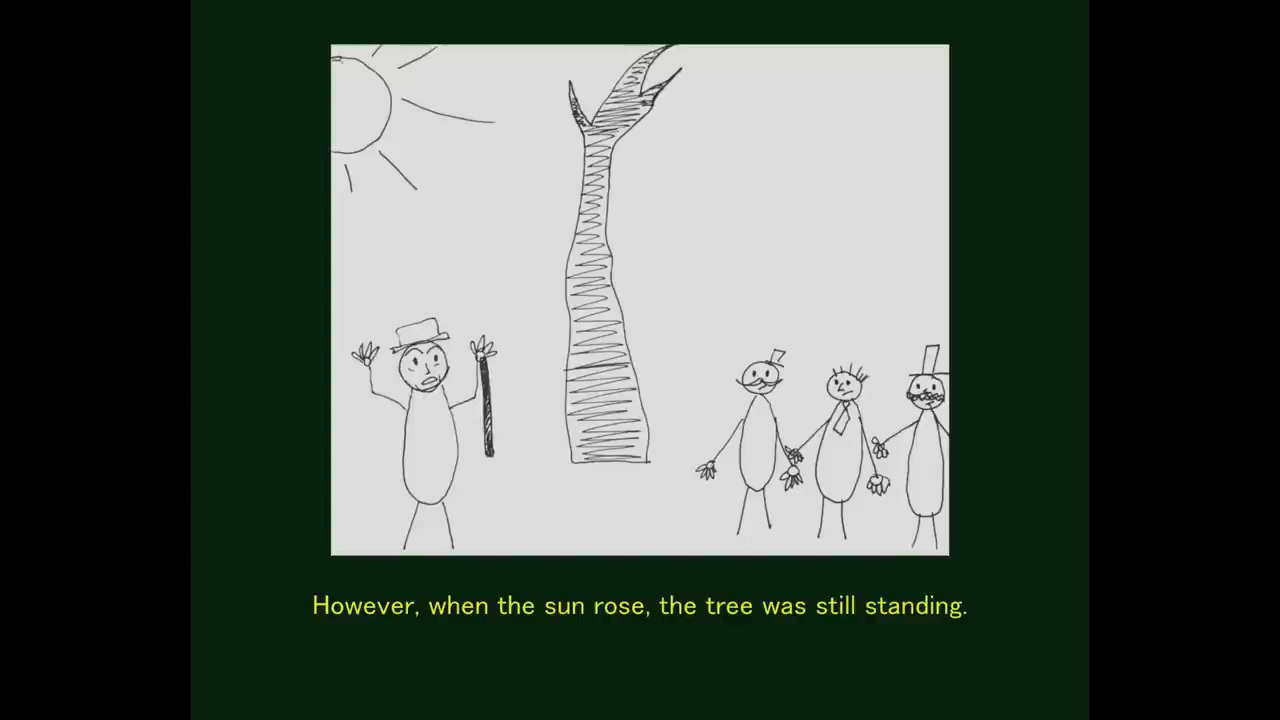 However, when the sun rose, the tree was still standing.